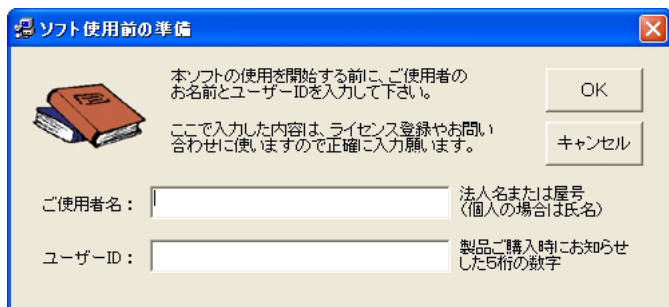 ソフト使用前の準備
本ソフトの使用を開始する前に、ご使用者の
お名前とユーザーIDを入力して下さい。
ここで入力した内容は、ライセンス登録やお問い
合わせに使いますので正確に入力願います。
OK
キャンセル
ご使用者名：
法人名または屋号
（個人の場合は氏名）
ユーザーID：
製品ご購入時にお知らせ
した5桁の数字